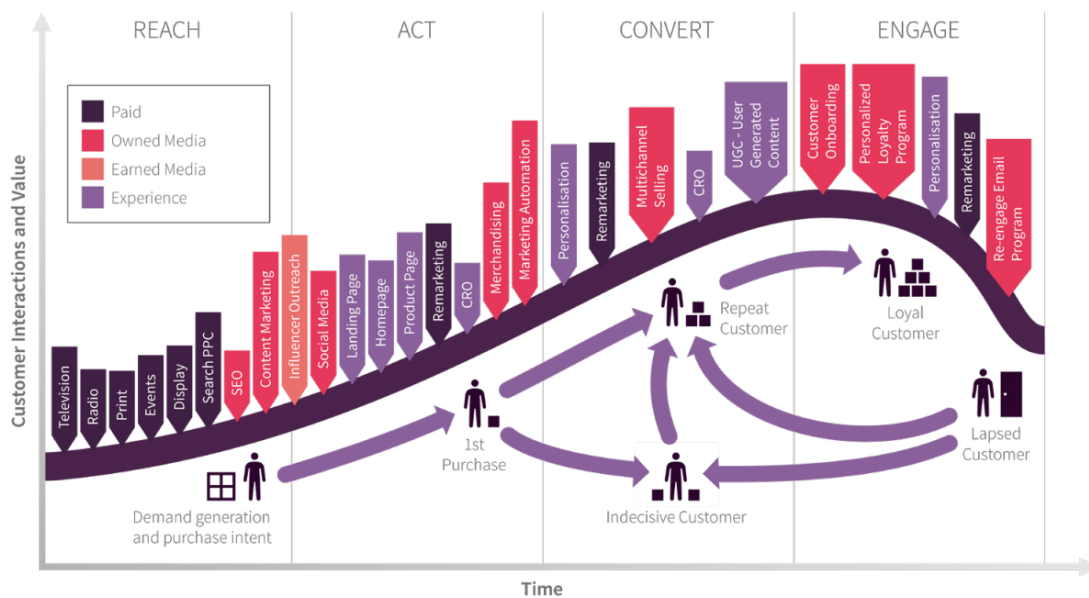 REACH
ACT
CONVERT
ENGAGE
Customer Interactions and Value
Paid
Owned Media
Earned Media
Experience
Television
Radio
Print
Events
Display
Search PPC
SEO
Content Marketing
Influencer Outreach
Social Media
Landing Page
Homepage
Product Page
Remarketing
CRO
Merchandising
Marketing Automation
Personalisation
Remarketing
Multichannel
Selling
CRO
UGC - User
Generated
Content
Customer
Onboarding
Personalized
Loyalty
Program
Personalisation
Remarketing
Re-engage Email
Program
Demand generation
and purchase intent
1st
Purchase
Repeat
Customer
Indecisive Customer
Loyal
Customer
Lapsed
Customer
Time